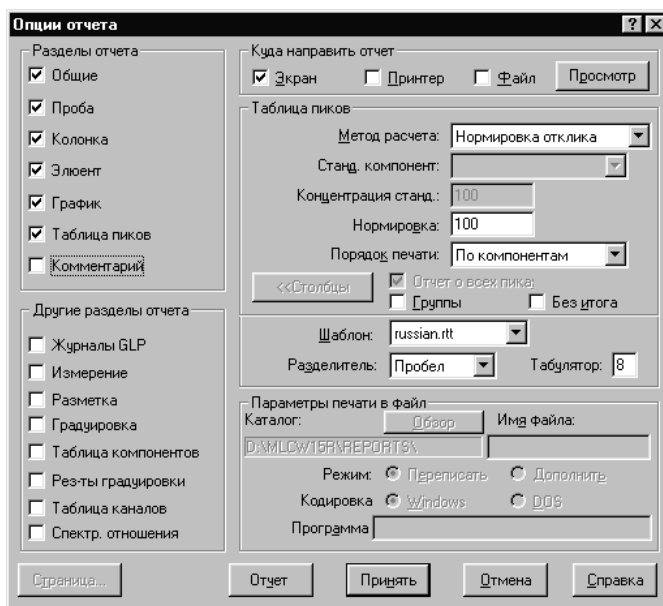 Опции отчета
Разделы отчета
Общие
Проба
Колонка
Элюент
График
Таблица пиков
Комментарий
Другие разделы отчета
Журналы GLP
Измерение
Разметка
Градуировка
Таблица компонентов
Рез-ты градуировки
Таблица каналов
Спектр. отношения
Куда направить отчет
Экран Принтер Файл Просмотр
Таблица пиков
Метод расчета: Нормировка отклика
Станд. компонент:
Концентрация станд.: 100
Нормировка: 100
Порядок печати: По компонентам
<<Столбцы Отчет о всех пика;
Группы Без итога
Шаблон: russian.rtt
Разделитель: Пробел Табулятор: 8
Параметры печати в файл
Каталог: Обзор Имя файла:
D:\MLCW15R\REPORTS\
Режим: Переписать Дополнить
Кодировка Windows DOS
Программа
Страница... Отчет Принять Отмена Справка